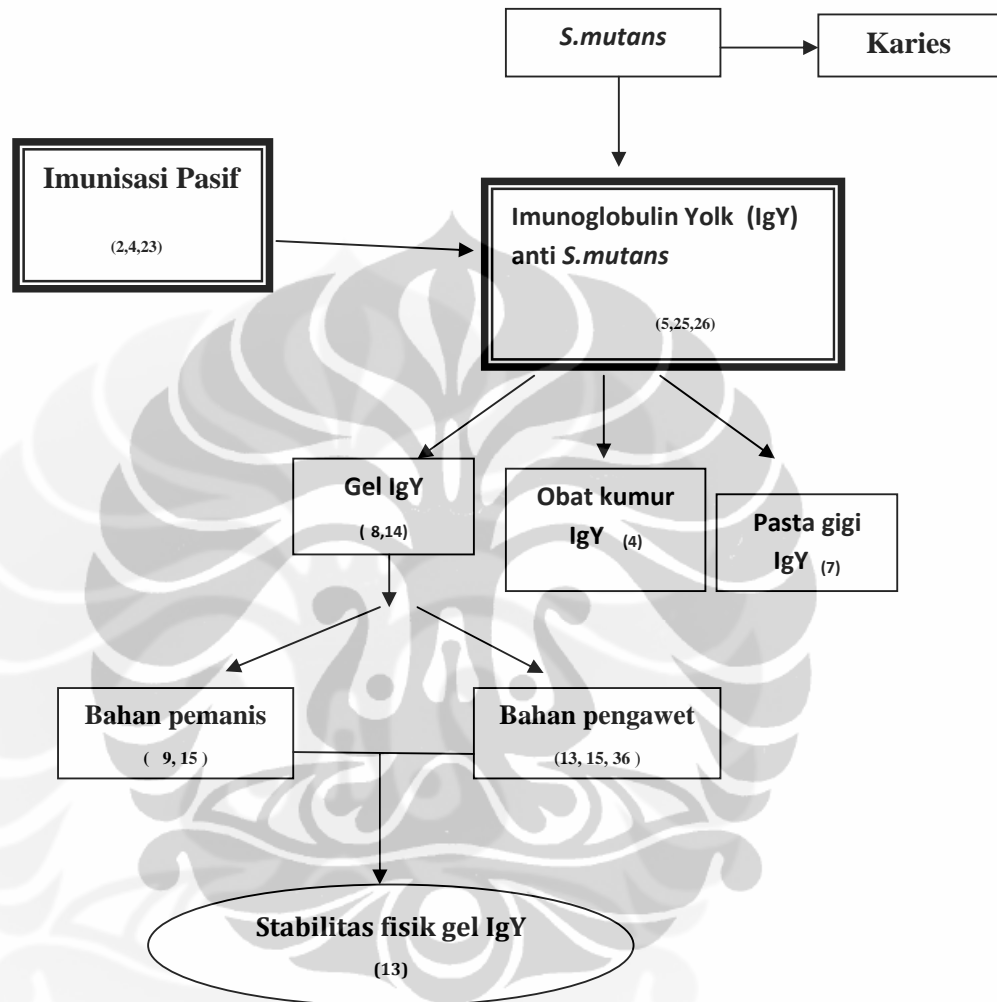 S.mutans
Karies
Imunisasi Pasif
(2,4,23)
Imunoglobulin Yolk (IgY)
anti S.mutans
(5,25,26)
Gel IgY
( 8,14)
Obat kumur
IgY (4)
Pasta gigi
IgY (7)
Bahan pemanis
( 9, 15 )
Bahan pengawet
(13, 15, 36 )
Stabilitas fisik gel IgY
(13)